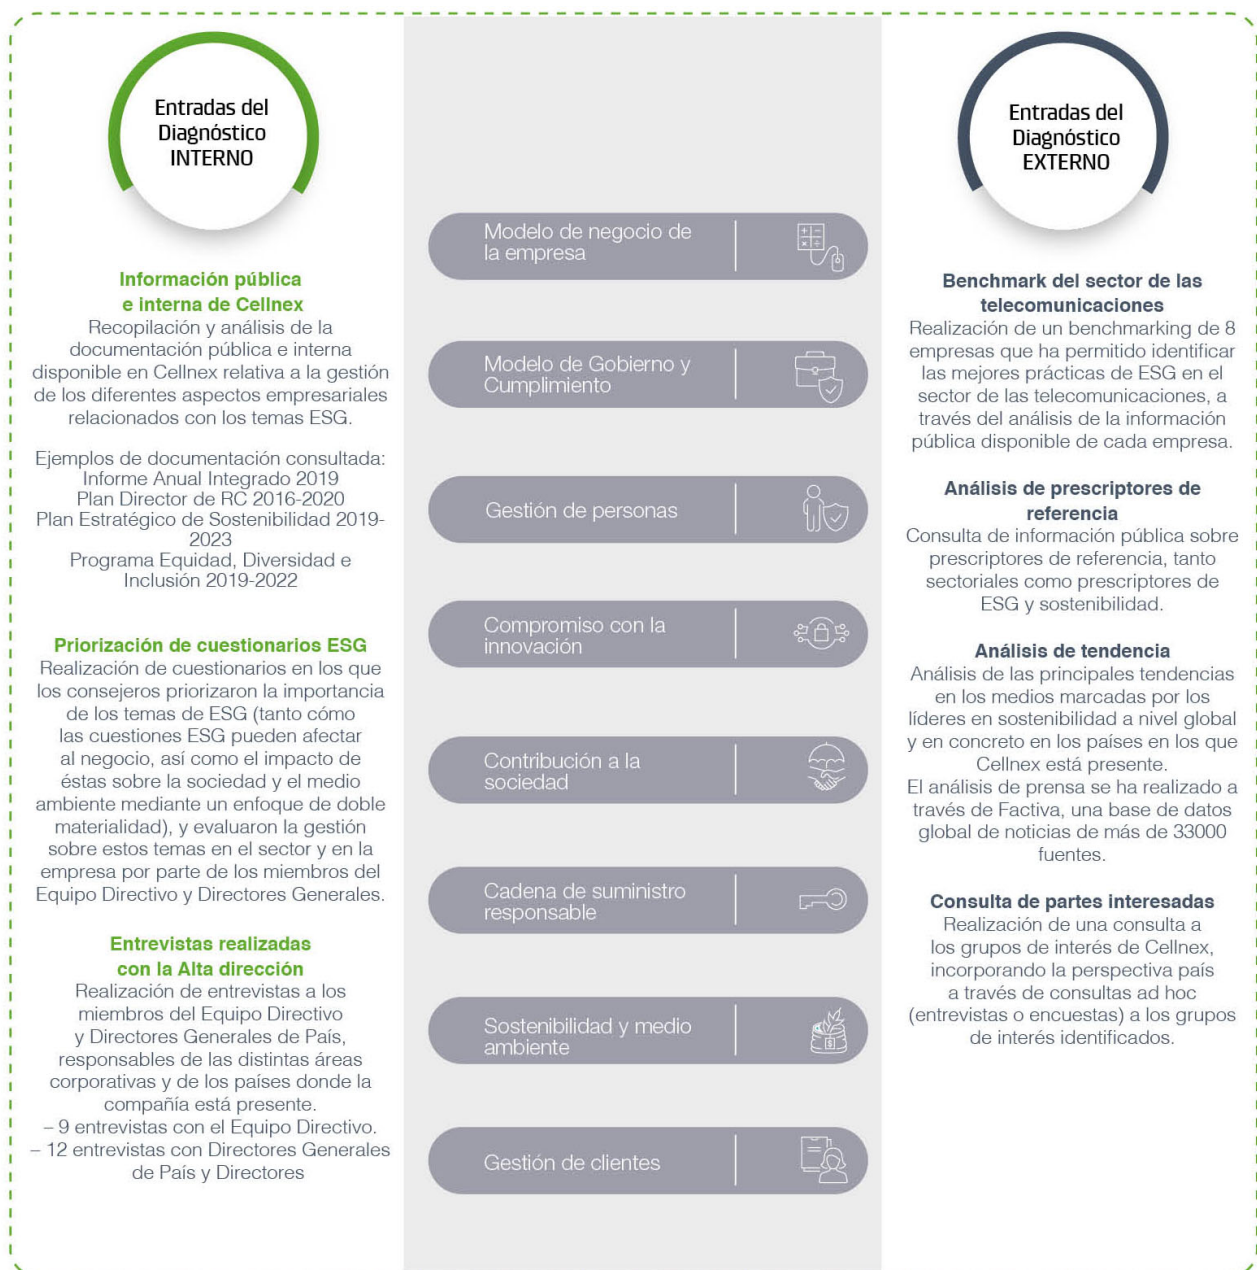 Entradas del
Diagnóstico
INTERNO
Información pública
e interna de Cellnex
Recopilación y análisis de la
documentación pública e interna
disponible en Cellnex relativa a la gestión
de los diferentes aspectos empresariales
relacionados con los temas ESG.
Ejemplos de documentación consultada:
Informe Anual Integrado 2019
Plan Director de RC 2016-2020
Plan Estratégico de Sostenibilidad 2019-
2023
Programa Equidad, Diversidad e
Inclusión 2019-2022
Priorización de cuestionarios ESG
Realización de cuestionarios en los que
los consejeros priorizaron la importancia
de los temas de ESG (tanto cómo
las cuestiones ESG pueden afectar
al negocio, así como el impacto de
éstas sobre la sociedad y el medio
ambiente mediante un enfoque de doble
materialidad), y evaluaron la gestión
sobre estos temas en el sector y en la
empresa por parte de los miembros del
Equipo Directivo y Directores Generales.
Entrevistas realizadas
con la Alta dirección
Realización de entrevistas a los
miembros del Equipo Directivo
y Directores Generales de País,
responsables de las distintas áreas
corporativas y de los países donde la
compañía está presente.
– 9 entrevistas con el Equipo Directivo.
– 12 entrevistas con Directores Generales
de País y Directores
Modelo de negocio de
la empresa
Modelo de Gobierno y
Cumplimiento
Gestión de personas
Compromiso con la
innovación
Contribución a la
sociedad
Cadena de suministro
responsable
Sostenibilidad y medio
ambiente
Gestión de clientes
Entradas del
Diagnóstico
EXTERNO
Benchmark del sector de las
telecomunicaciones
Realización de un benchmarking de 8
empresas que ha permitido identificar
las mejores prácticas de ESG en el
sector de las telecomunicaciones, a
través del análisis de la información
pública disponible de cada empresa.
Análisis de prescriptores de
referencia
Consulta de información pública sobre
prescriptores de referencia, tanto
sectoriales como prescriptores de
ESG y sostenibilidad.
Análisis de tendencia
Análisis de las principales tendencias
en los medios marcadas por los
líderes en sostenibilidad a nivel global
y en concreto en los países en los que
Cellnex está presente.
El análisis de prensa se ha realizado a
través de Factiva, una base de datos
global de noticias de más de 33000
fuentes.
Consulta de partes interesadas
Realización de una consulta a
los grupos de interés de Cellnex,
incorporando la perspectiva país
a través de consultas ad hoc
(entrevistas o encuestas) a los grupos
de interés identificados.